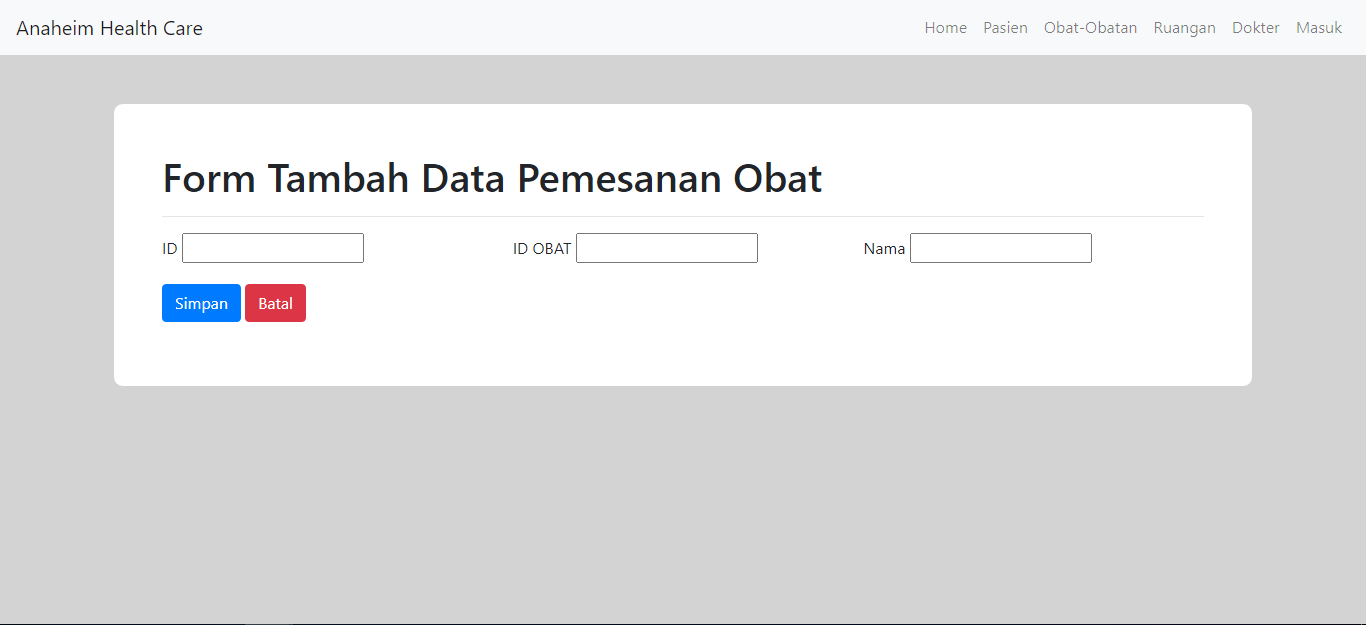 Anaheim Health Care Home Pasien Obat-Obatan Ruangan Dokter Masuk
Form Tambah Data Pemesanan Obat
ID ID OBAT Nama
Simpan Batal